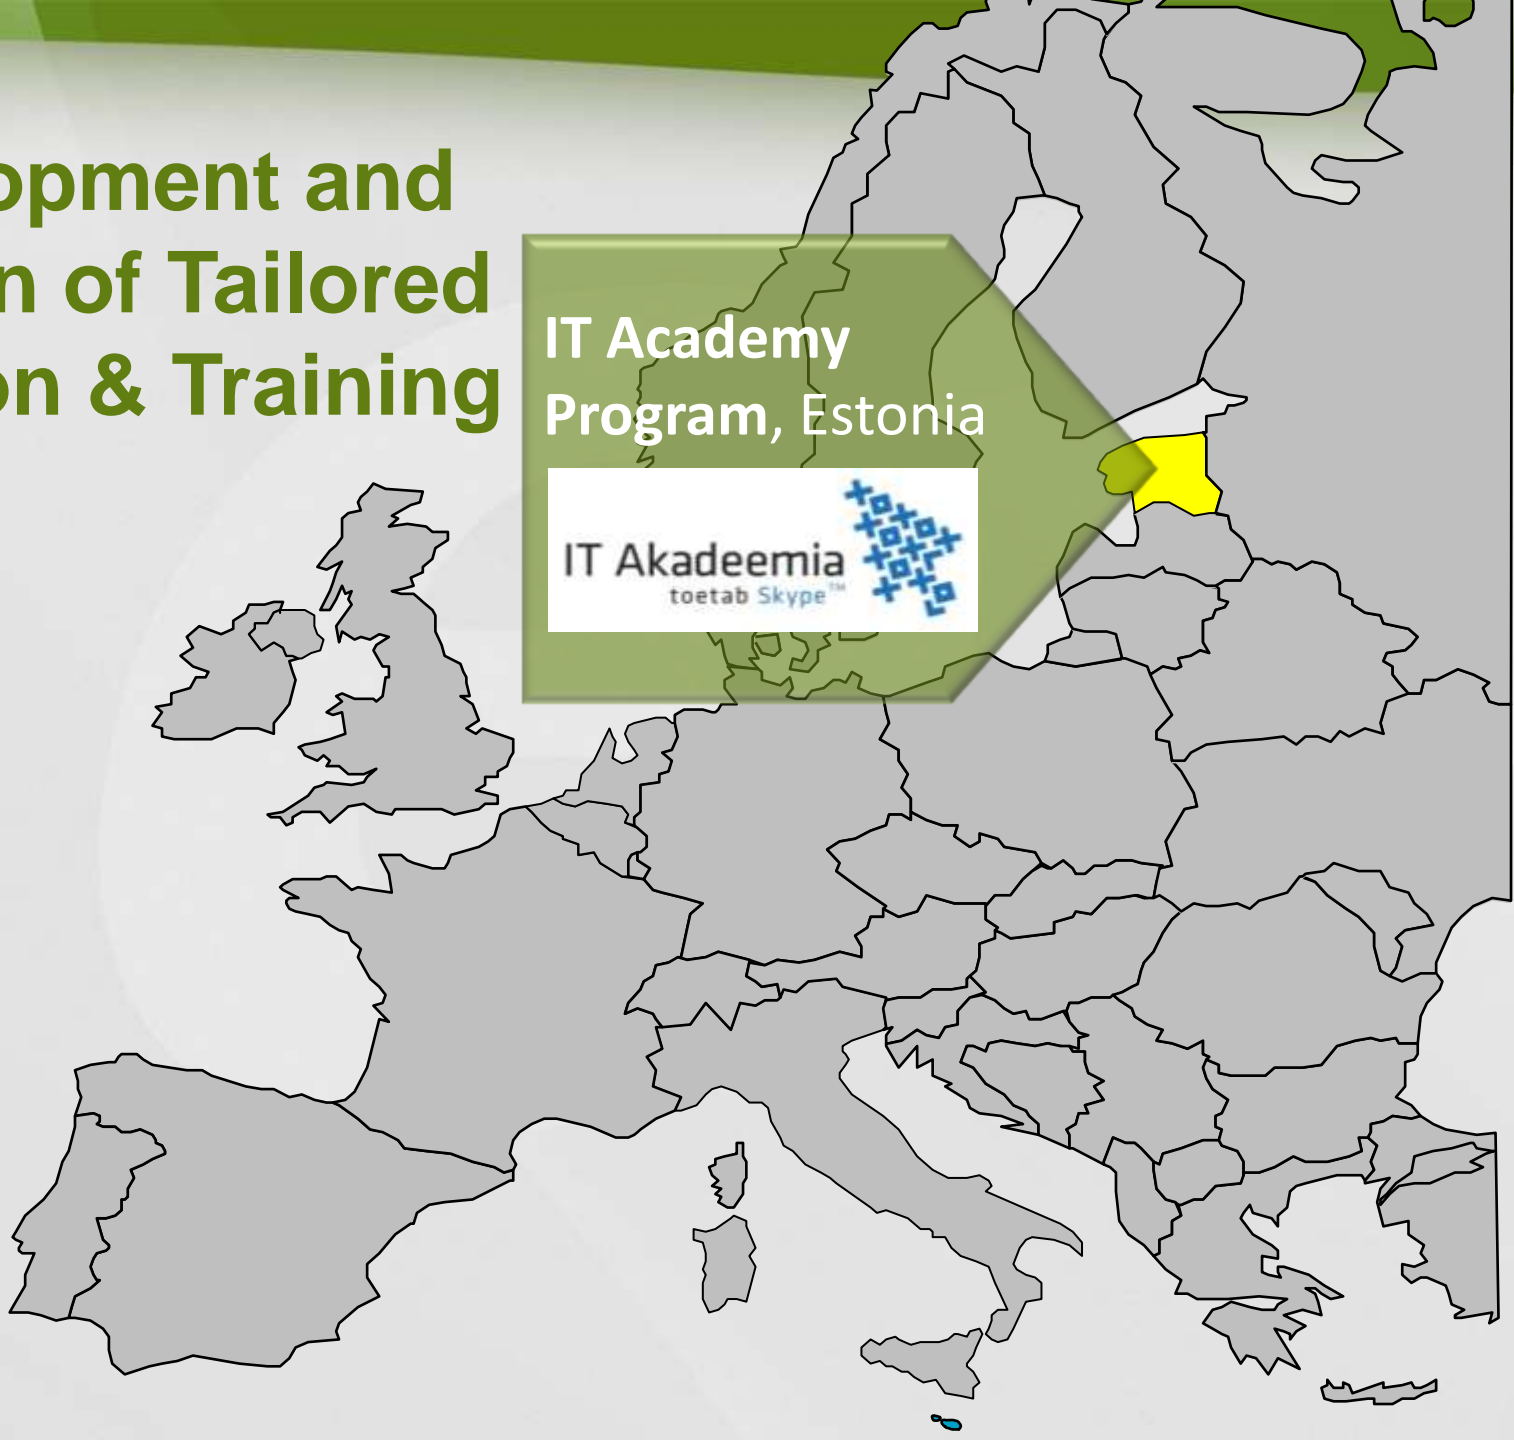 opment and
n of Tailored
on & Training
IT Academy
Program, Estonia
IT Akadeemia
toetab Skype™